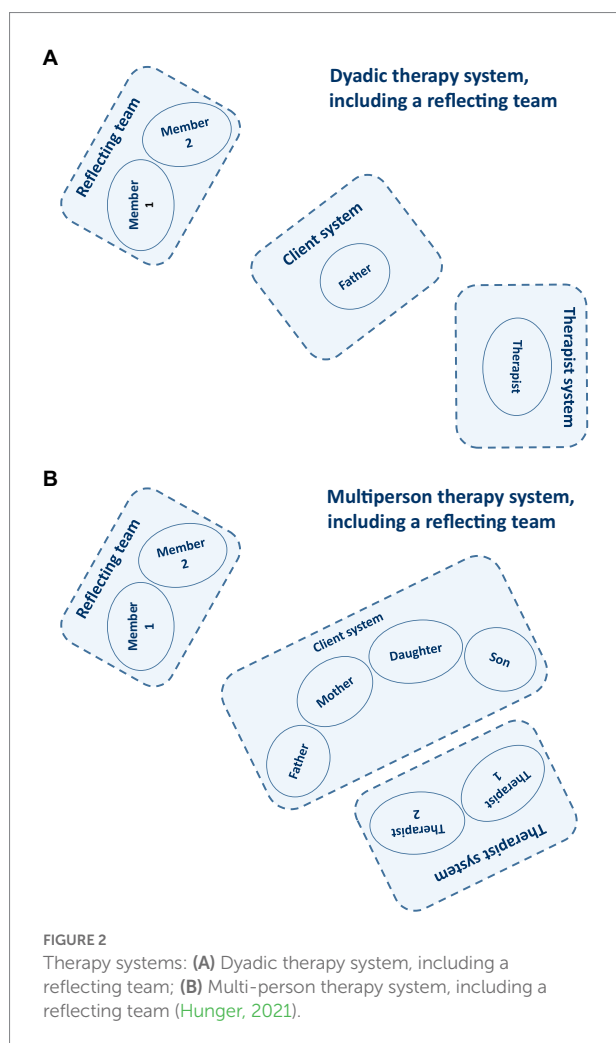 A
Dyadic therapy system,
including a reflecting team
Reflecting team
Member
2
Member
1
Client system
Father
Therapist system
Therapist
B
Multiperson therapy system,
including a reflecting team
Reflecting team
Member
2
Member
1
Client system
Father
Mother
Daughter
Son
Therapist
1
Therapist
2
Therapist system
FIGURE 2
Therapy systems: (A) Dyadic therapy system, including a
reflecting team; (B) Multi-person therapy system, including a
reflecting team (Hunger, 2021).